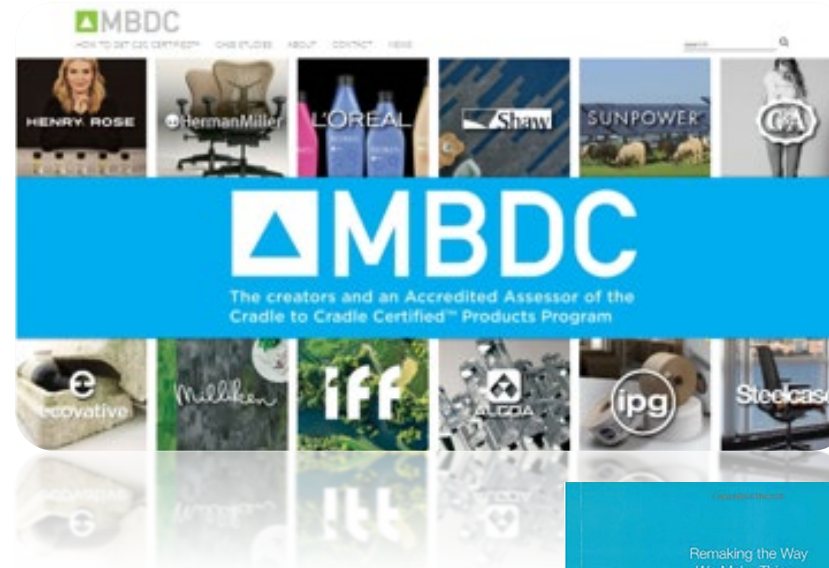 MBDC
HOW TO GET C2C CERTIFIED CASE STUDIES ABOUT CONTACT NEWS
search
HENRY ROSE
HermanMiller
L'OREAL
Shaw
SUNPOWER
C&A
MBDC
The creators and an Accredited Assessor of the
Cradle to Cradle Certified™ Products Program
ecovative
Milliken
iff
ipg
Steelcase
Remaking the Way